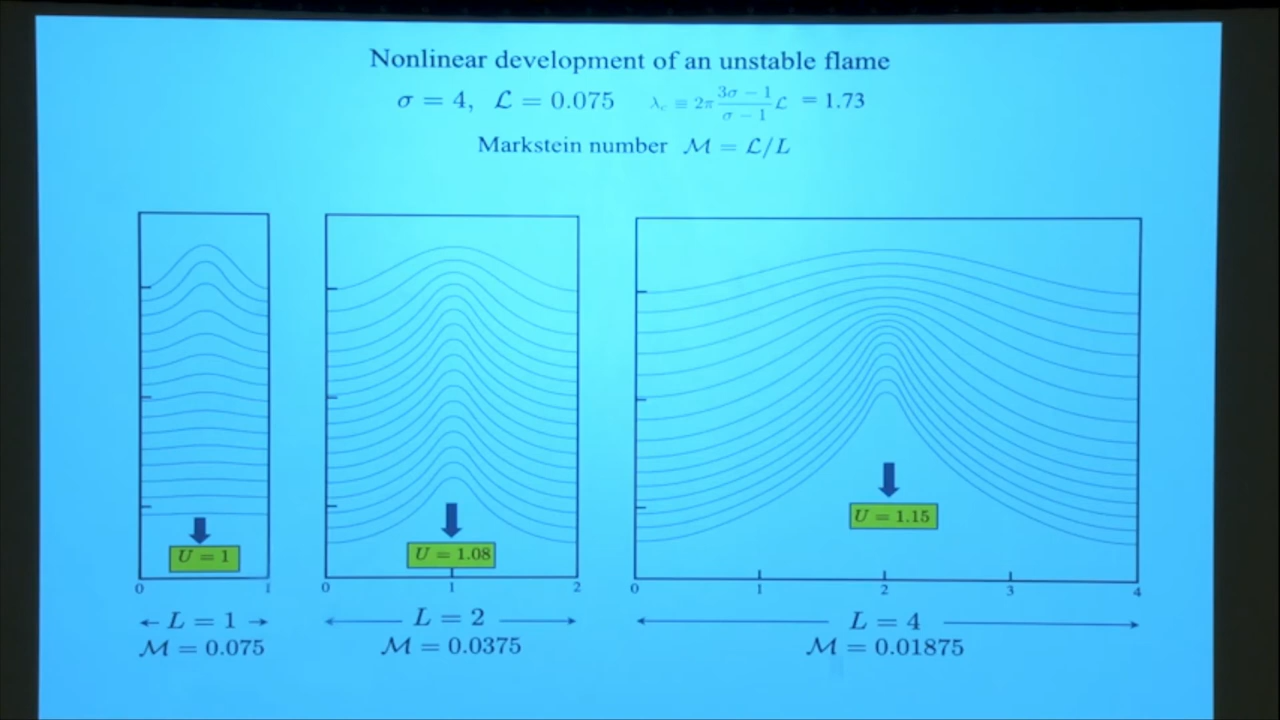 Nonlinear development of an unstable flame
σ = 4, ℒ = 0.075 λ_c ≡ 2π (3σ − 1)/(σ − 1) ℒ = 1.73
Markstein number ℳ = ℒ/L
U = 1
U = 1.08
U = 1.15
0 1
0 1 2
0 1 2 3 4
← L = 1 →
ℳ = 0.075
← L = 2 →
ℳ = 0.0375
← L = 4 →
ℳ = 0.01875